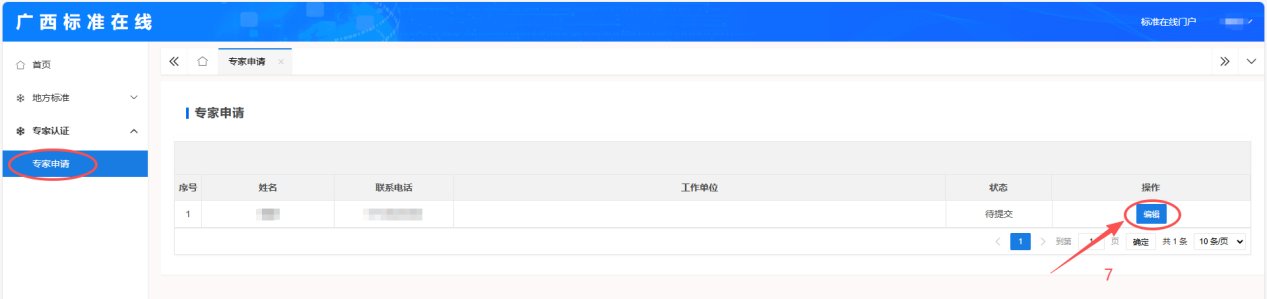 广西标准在线
标准在线门户
首页
专家申请
地方标准
专家认证
专家申请
专家申请
序号 姓名 联系电话 工作单位 状态 操作
1 待提交 编辑
1 到第 1 页 确定 共 1 条 10 条/页
7